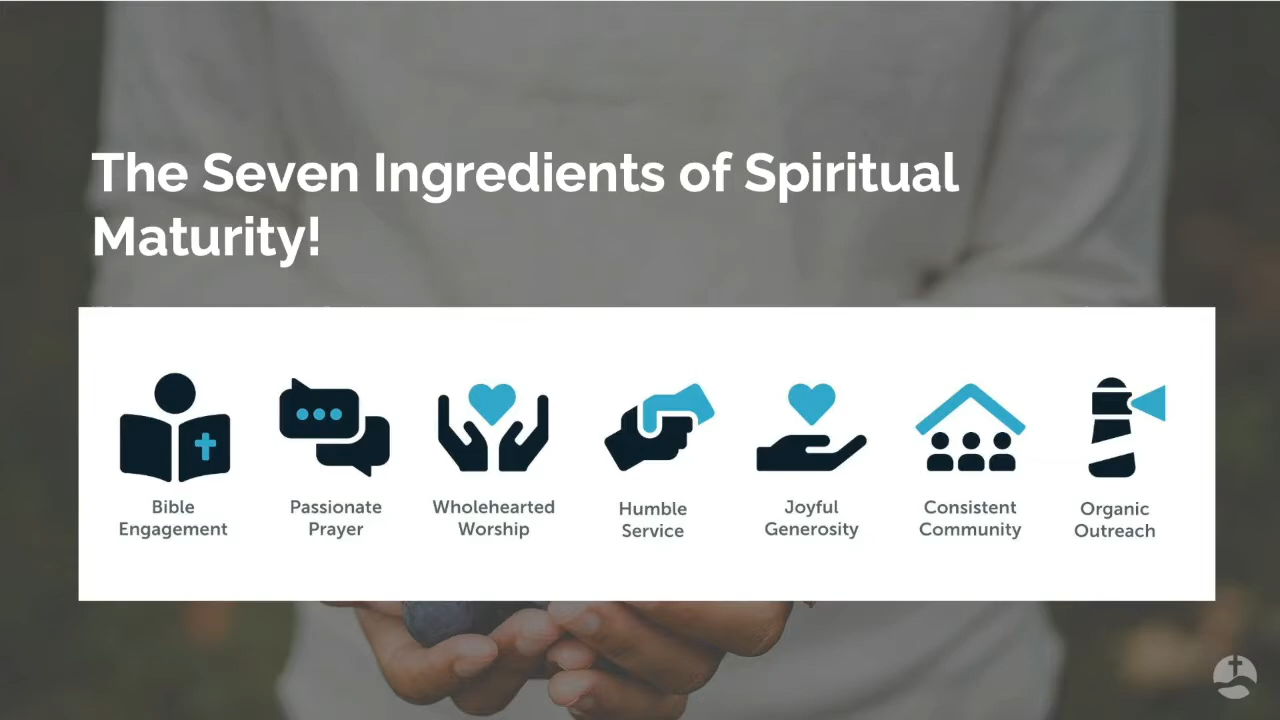 The Seven Ingredients of Spiritual
Maturity!
Bible
Engagement
Passionate
Prayer
Wholehearted
Worship
Humble
Service
Joyful
Generosity
Consistent
Community
Organic
Outreach